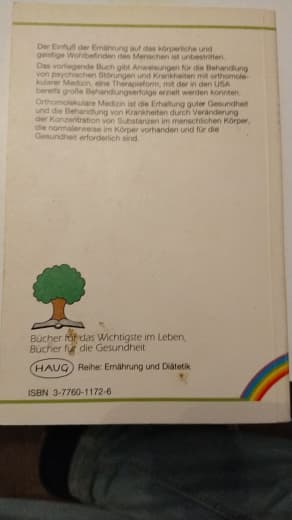 Der Einfluß der Ernährung auf das körperliche und
geistige Wohlbefinden des Menschen ist unbestritten.
Das vorliegende Buch gibt Anweisungen für die Behandlung
von psychischen Störungen und Krankheiten mit orthomole-
kularer Medizin, eine Therapieform, mit der in den USA
bereits große Behandlungserfolge erzielt werden konnten.
Orthomolekulare Medizin ist die Erhaltung guter Gesundheit
und die Behandlung von Krankheiten durch Veränderung
der Konzentration von Substanzen im menschlichen Körper,
die normalerweise im Körper vorhanden und für die
Gesundheit erforderlich sind.
Bücher für das Wichtigste im Leben,
Bücher für die Gesundheit
HAUG Reihe: Ernährung und Diätetik
ISBN 3-7760-1172-6